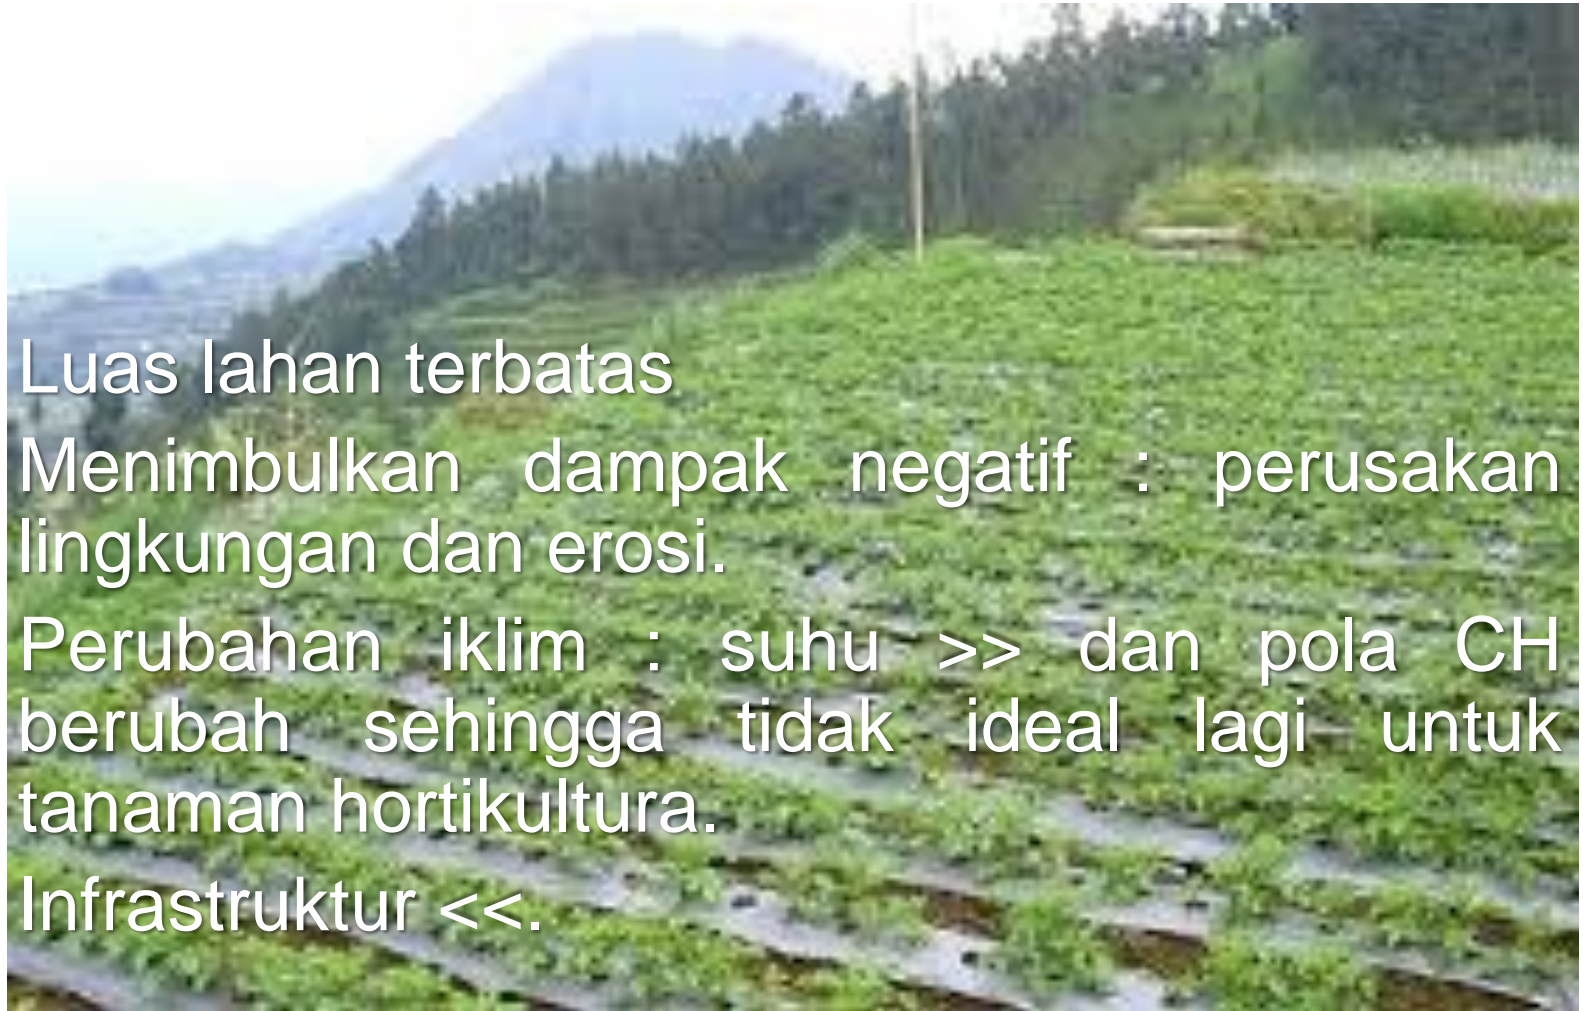 Luas lahan terbatas
Menimbulkan dampak negatif : perusakan
lingkungan dan erosi.
Perubahan iklim : suhu >> dan pola CH
berubah sehingga tidak ideal lagi untuk
tanaman hortikultura.
Infrastruktur <<.